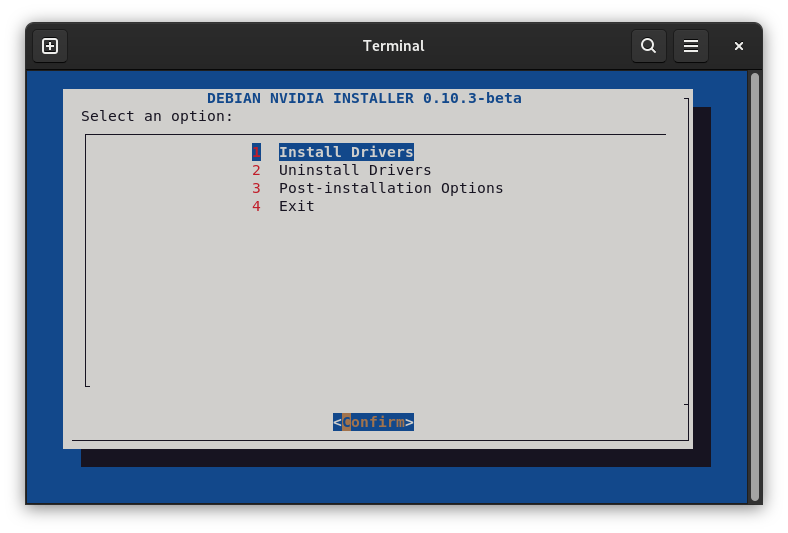 Terminal
DEBIAN NVIDIA INSTALLER 0.10.3-beta
Select an option:
1 Install Drivers
2 Uninstall Drivers
3 Post-installation Options
4 Exit
<Confirm>